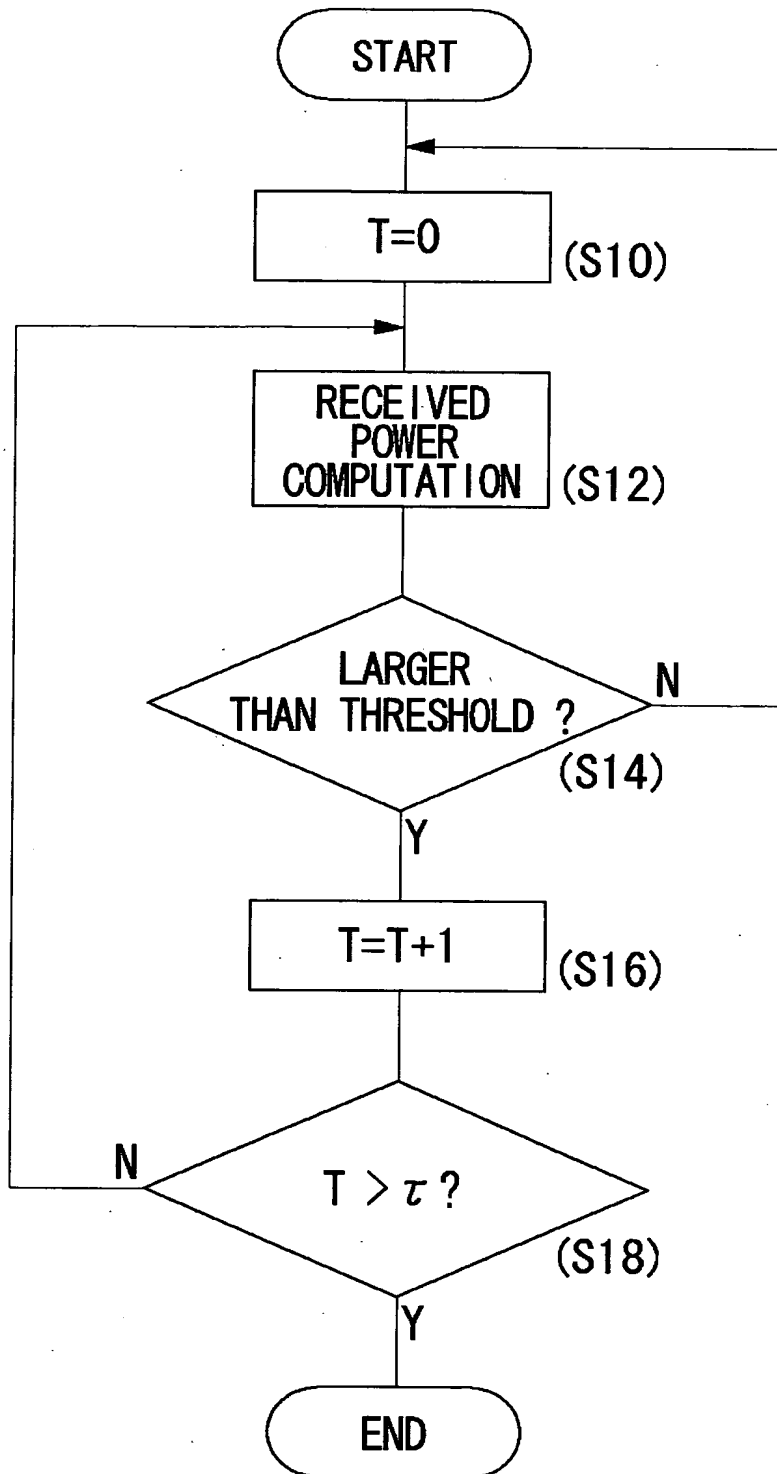 START
T=0
(S10)
RECEIVED
POWER
COMPUTATION
(S12)
LARGER
THAN THRESHOLD ?
N
(S14)
Y
T=T+1
(S16)
N
T > τ ?
(S18)
Y
END